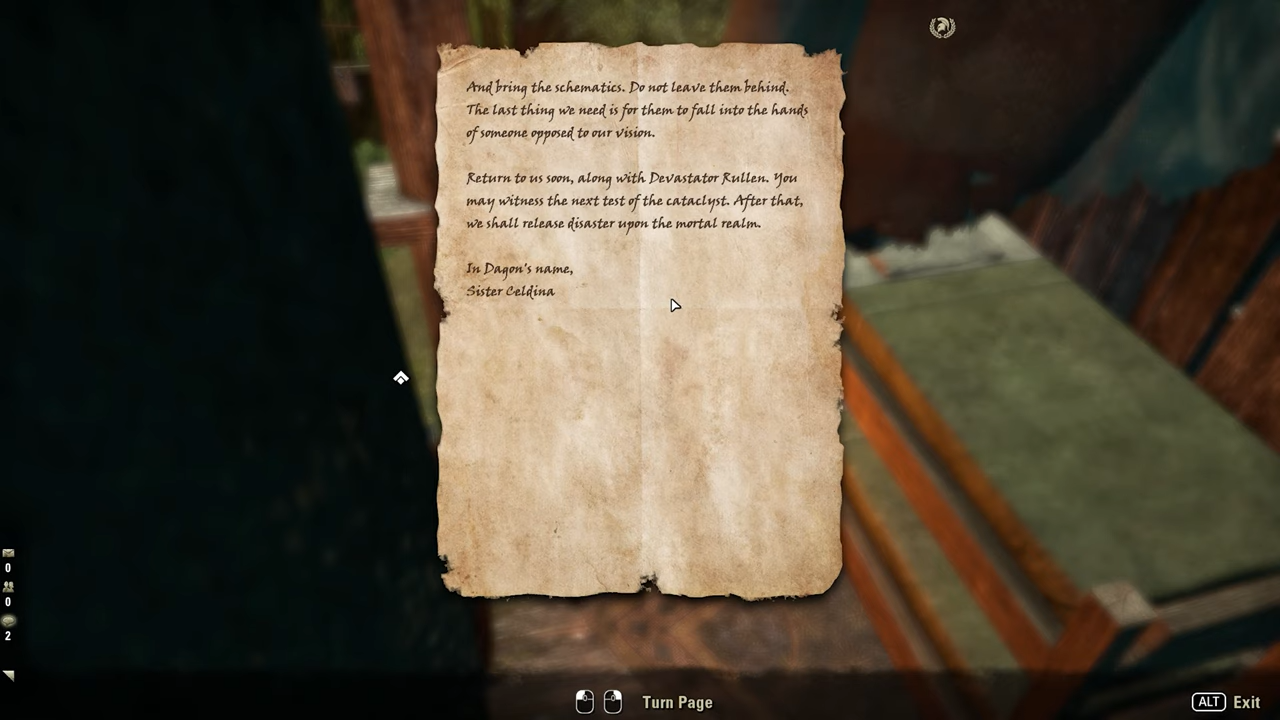 And bring the schematics. Do not leave them behind.
The last thing we need is for them to fall into the hands
of someone opposed to our vision.
Return to us soon, along with Devastator Rullen. You
may witness the next test of the cataclyst. After that,
we shall release disaster upon the mortal realm.
In Dagon's name,
Sister Celdina
0
0
2
Turn Page
ALT Exit